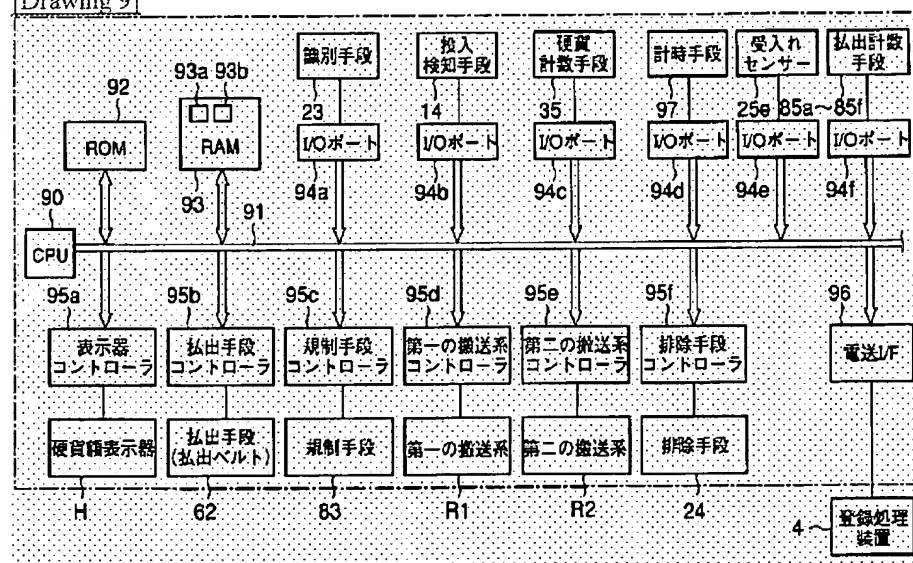 [Drawing 9]
識別手段
投入
検知手段
硬貨
計数手段
計時手段
受入れ
センサー
払出計数
手段
93a 93b
92
23
14
35
97
25e
85a～85f
ROM
RAM
I/Oポート
I/Oポート
I/Oポート
I/Oポート
I/Oポート
I/Oポート
90
93
91
94a
94b
94c
94d
94e
94f
CPU
95a
95b
95c
95d
95e
95f
96
表示器
コントローラ
払出手段
コントローラ
規制手段
コントローラ
第一の搬送系
コントローラ
第二の搬送系
コントローラ
排除手段
コントローラ
電送I/F
硬貨額表示器
払出手段
(払出ベルト)
規制手段
第一の搬送系
第二の搬送系
排除手段
H
62
83
R1
R2
24
4～
登録処理
装置